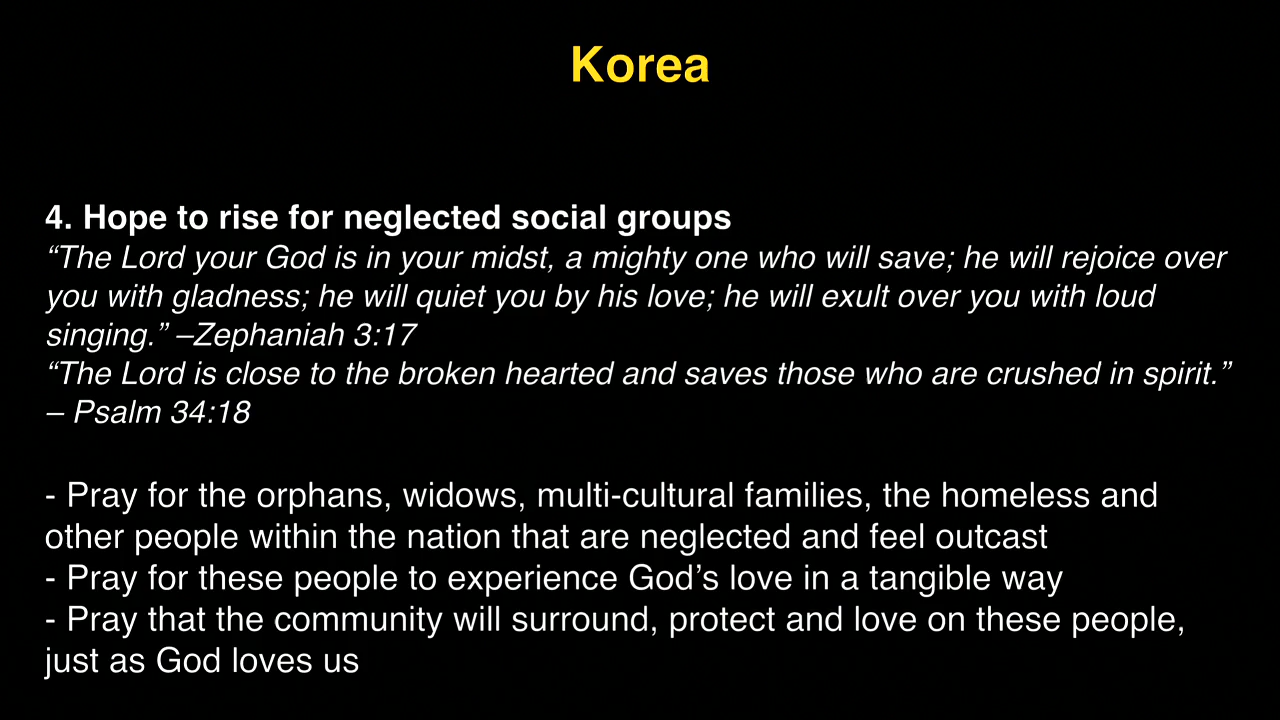 Korea
4. Hope to rise for neglected social groups
“The Lord your God is in your midst, a mighty one who will save; he will rejoice over
you with gladness; he will quiet you by his love; he will exult over you with loud
singing.” –Zephaniah 3:17
“The Lord is close to the broken hearted and saves those who are crushed in spirit.”
– Psalm 34:18
- Pray for the orphans, widows, multi-cultural families, the homeless and
other people within the nation that are neglected and feel outcast
- Pray for these people to experience God’s love in a tangible way
- Pray that the community will surround, protect and love on these people,
just as God loves us